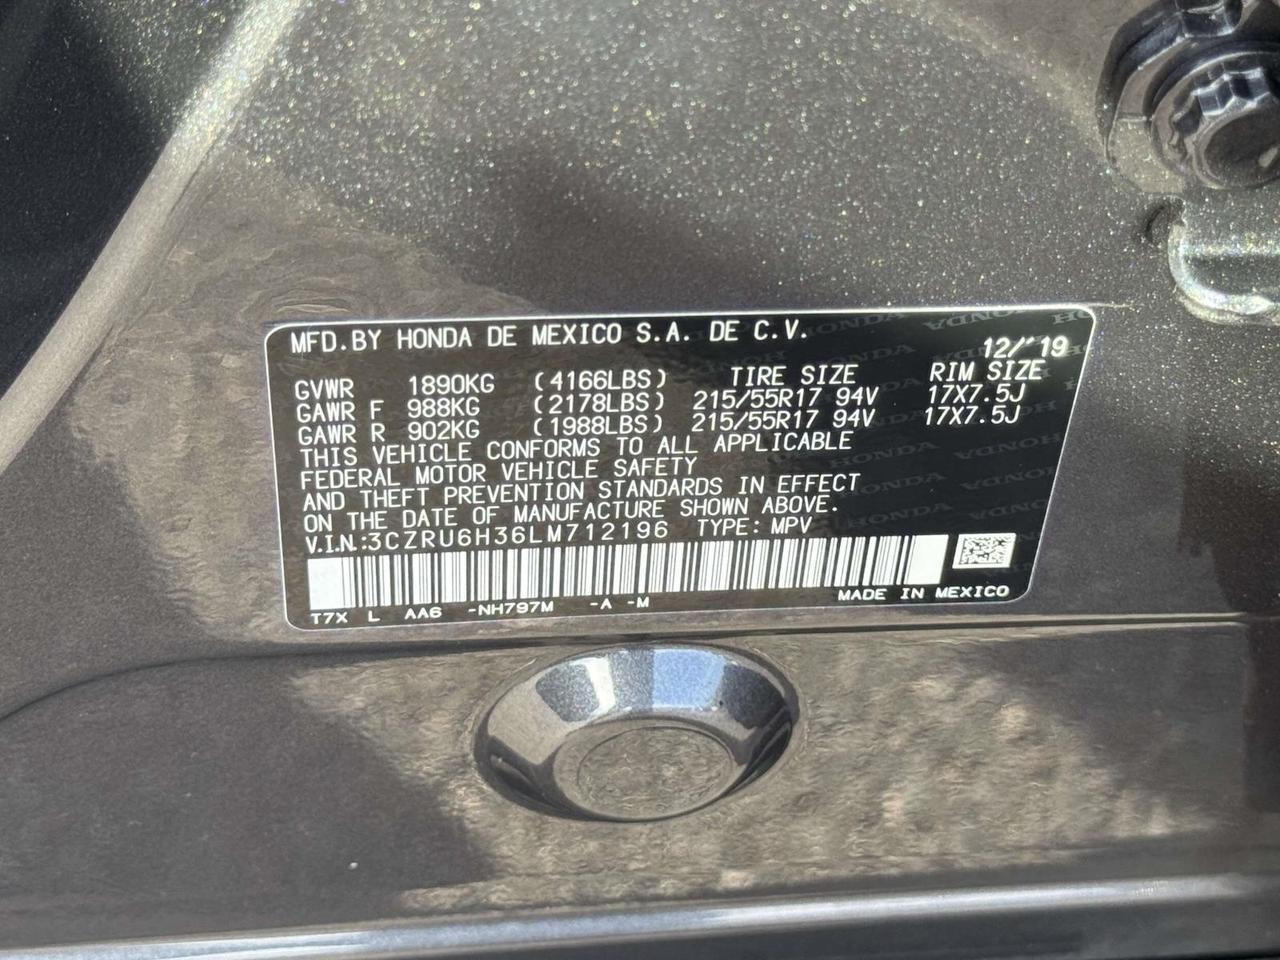 MFD.BY HONDA DE MEXICO S.A. DE C.V.
12/'19
GVWR 1890KG (4166LBS) TIRE SIZE RIM SIZE
GAWR F 988KG (2178LBS) 215/55R17 94V 17X7.5J
GAWR R 902KG (1988LBS) 215/55R17 94V 17X7.5J
THIS VEHICLE CONFORMS TO ALL APPLICABLE
FEDERAL MOTOR VEHICLE SAFETY
AND THEFT PREVENTION STANDARDS IN EFFECT
ON THE DATE OF MANUFACTURE SHOWN ABOVE.
V.I.N.:3CZRU6H36LM712196 TYPE: MPV
T7X L AA6 -NH797M -A -M MADE IN MEXICO